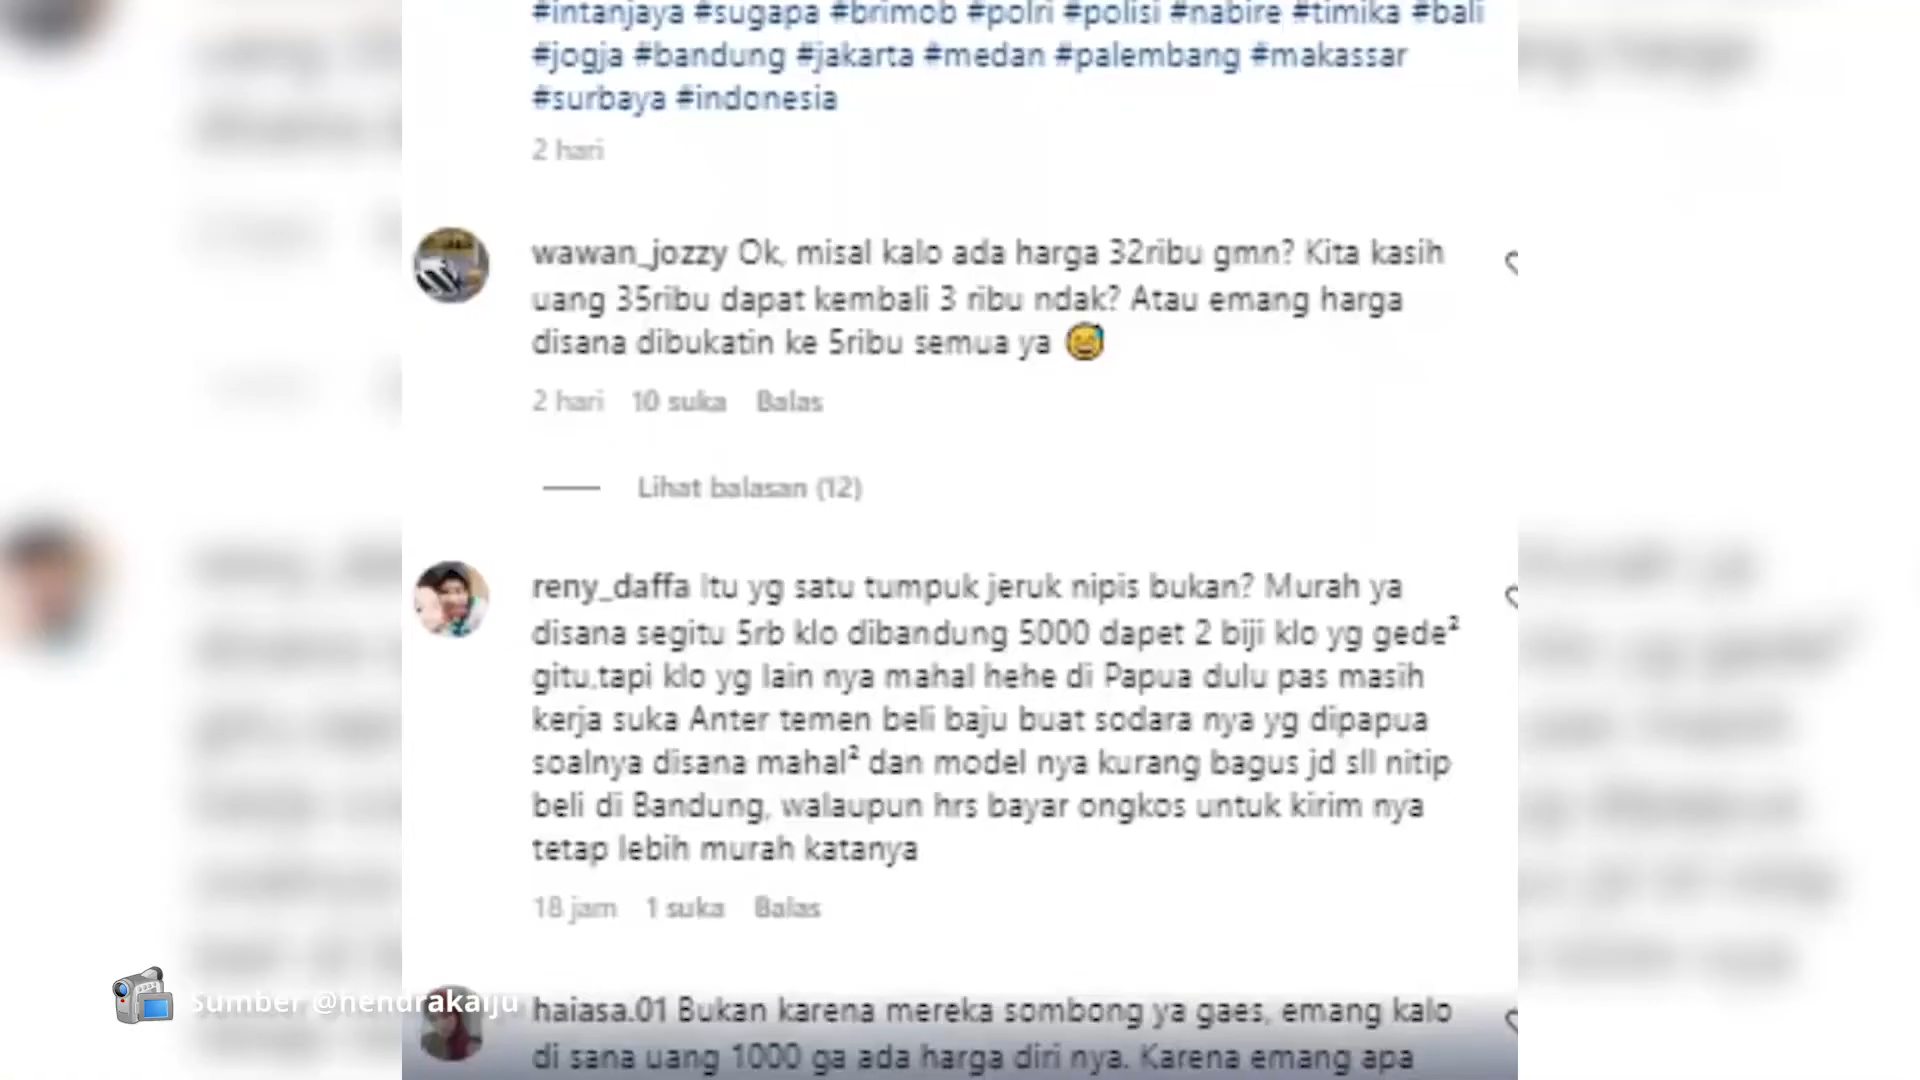 #intanjaya #sugapa #brimob #polri #polisi #nabire #timika #bali
#jogja #bandung #jakarta #medan #palembang #makassar
#surbaya #indonesia
2 hari
wawan_jozzy Ok, misal kalo ada harga 32ribu gmn? Kita kasih
uang 35ribu dapat kembali 3 ribu ndak? Atau emang harga
disana dibukatin ke 5ribu semua ya 😅
2 hari 10 suka Balas
Lihat balasan (12)
reny_daffa Itu yg satu tumpuk jeruk nipis bukan? Murah ya
disana segitu 5rb klo dibandung 5000 dapet 2 biji klo yg gede²
gitu,tapi klo yg lain nya mahal hehe di Papua dulu pas masih
kerja suka Anter temen beli baju buat sodara nya yg dipapua
soalnya disana mahal² dan model nya kurang bagus jd sll nitip
beli di Bandung, walaupun hrs bayar ongkos untuk kirim nya
tetap lebih murah katanya
18 jam 1 suka Balas
haiasa.01 Bukan karena mereka sombong ya gaes, emang kalo
di sana uang 1000 ga ada harga diri nya. Karena emang apa
Sumber @hendrakaiju